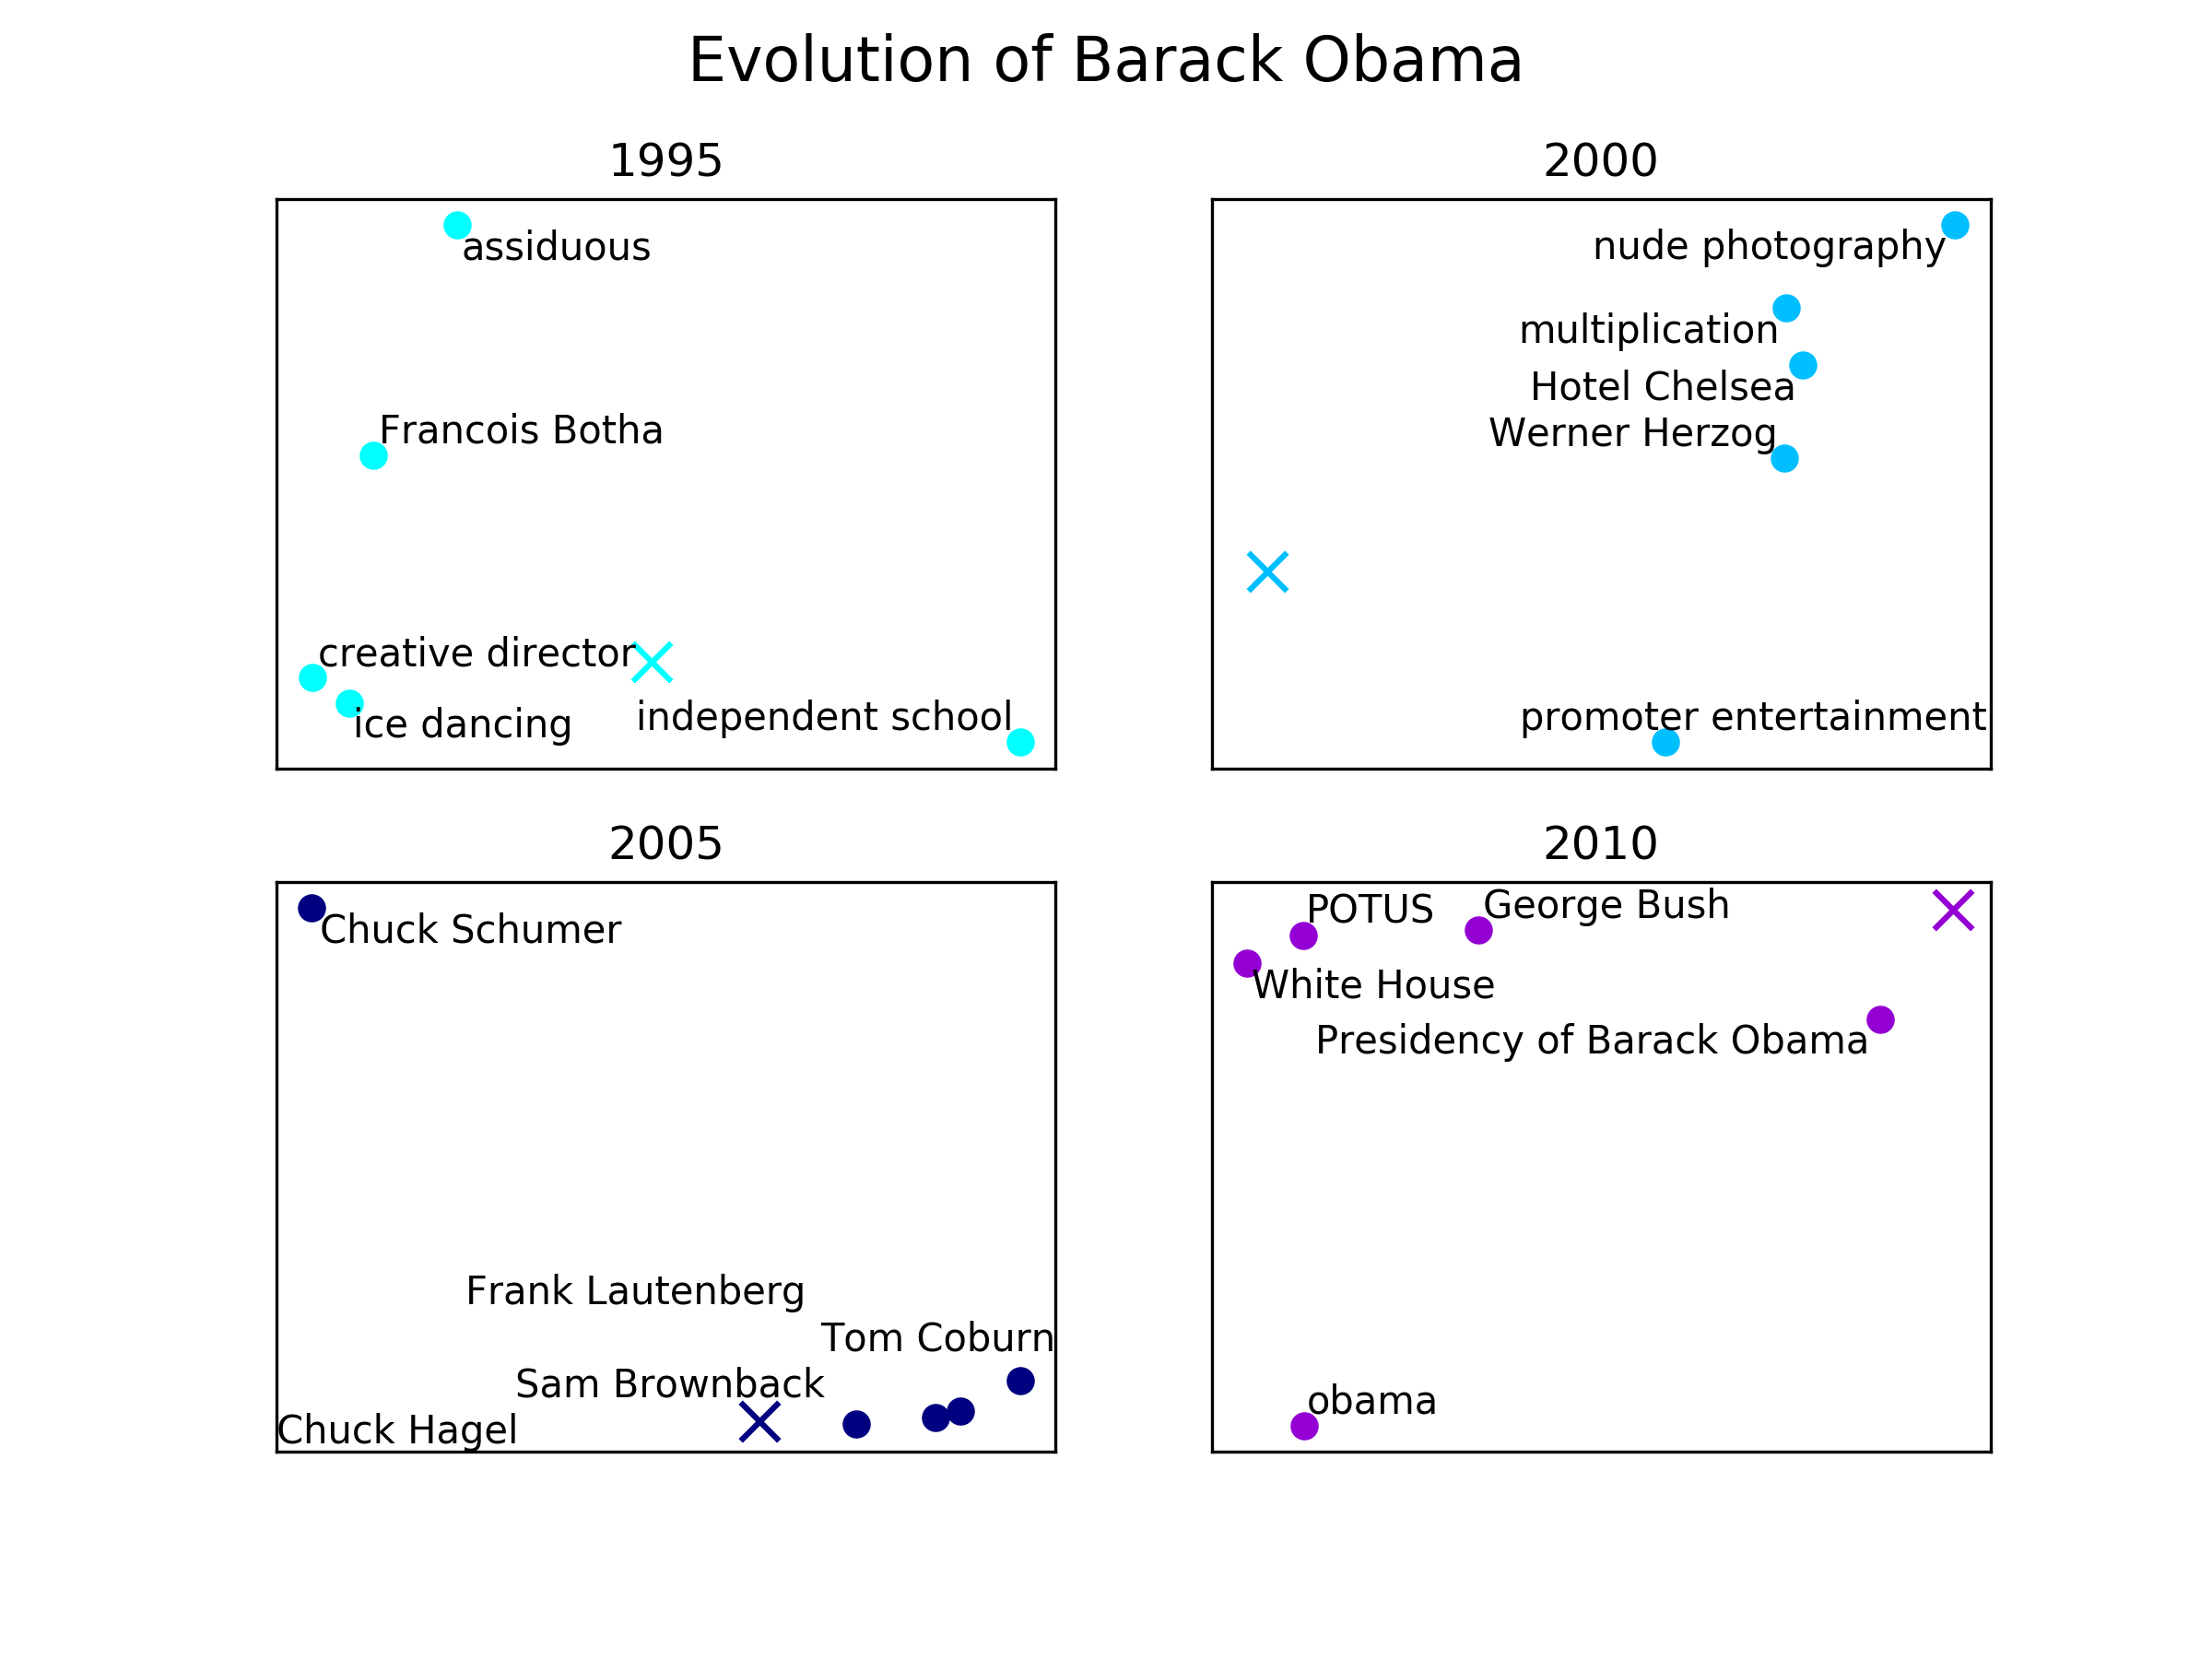 Evolution of Barack Obama
1995
assiduous
Francois Botha
creative director
ice dancing
independent school
2000
nude photography
multiplication
Hotel Chelsea
Werner Herzog
promoter entertainment
2005
Chuck Schumer
Frank Lautenberg
Tom Coburn
Sam Brownback
Chuck Hagel
2010
POTUS
George Bush
White House
Presidency of Barack Obama
obama